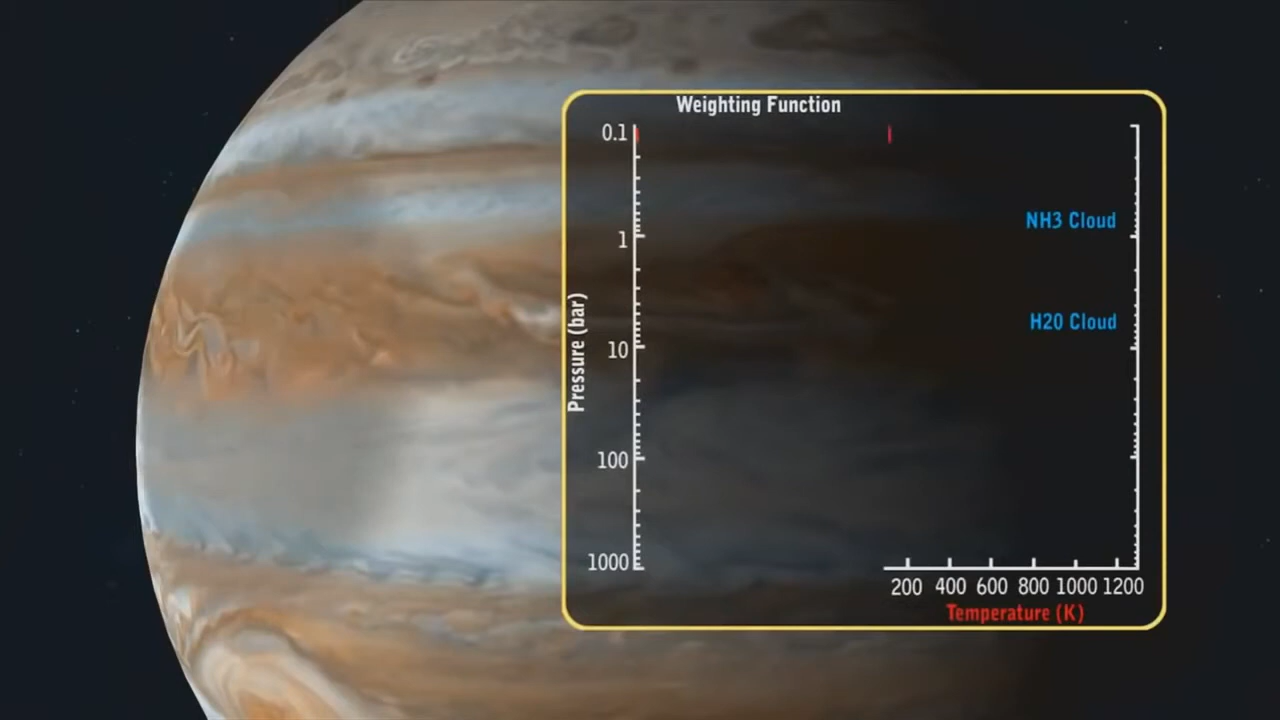 Weighting Function
0.1
NH3 Cloud
1
H20 Cloud
Pressure (bar)
10
100
1000
200 400 600 800 1000 1200
Temperature (K)